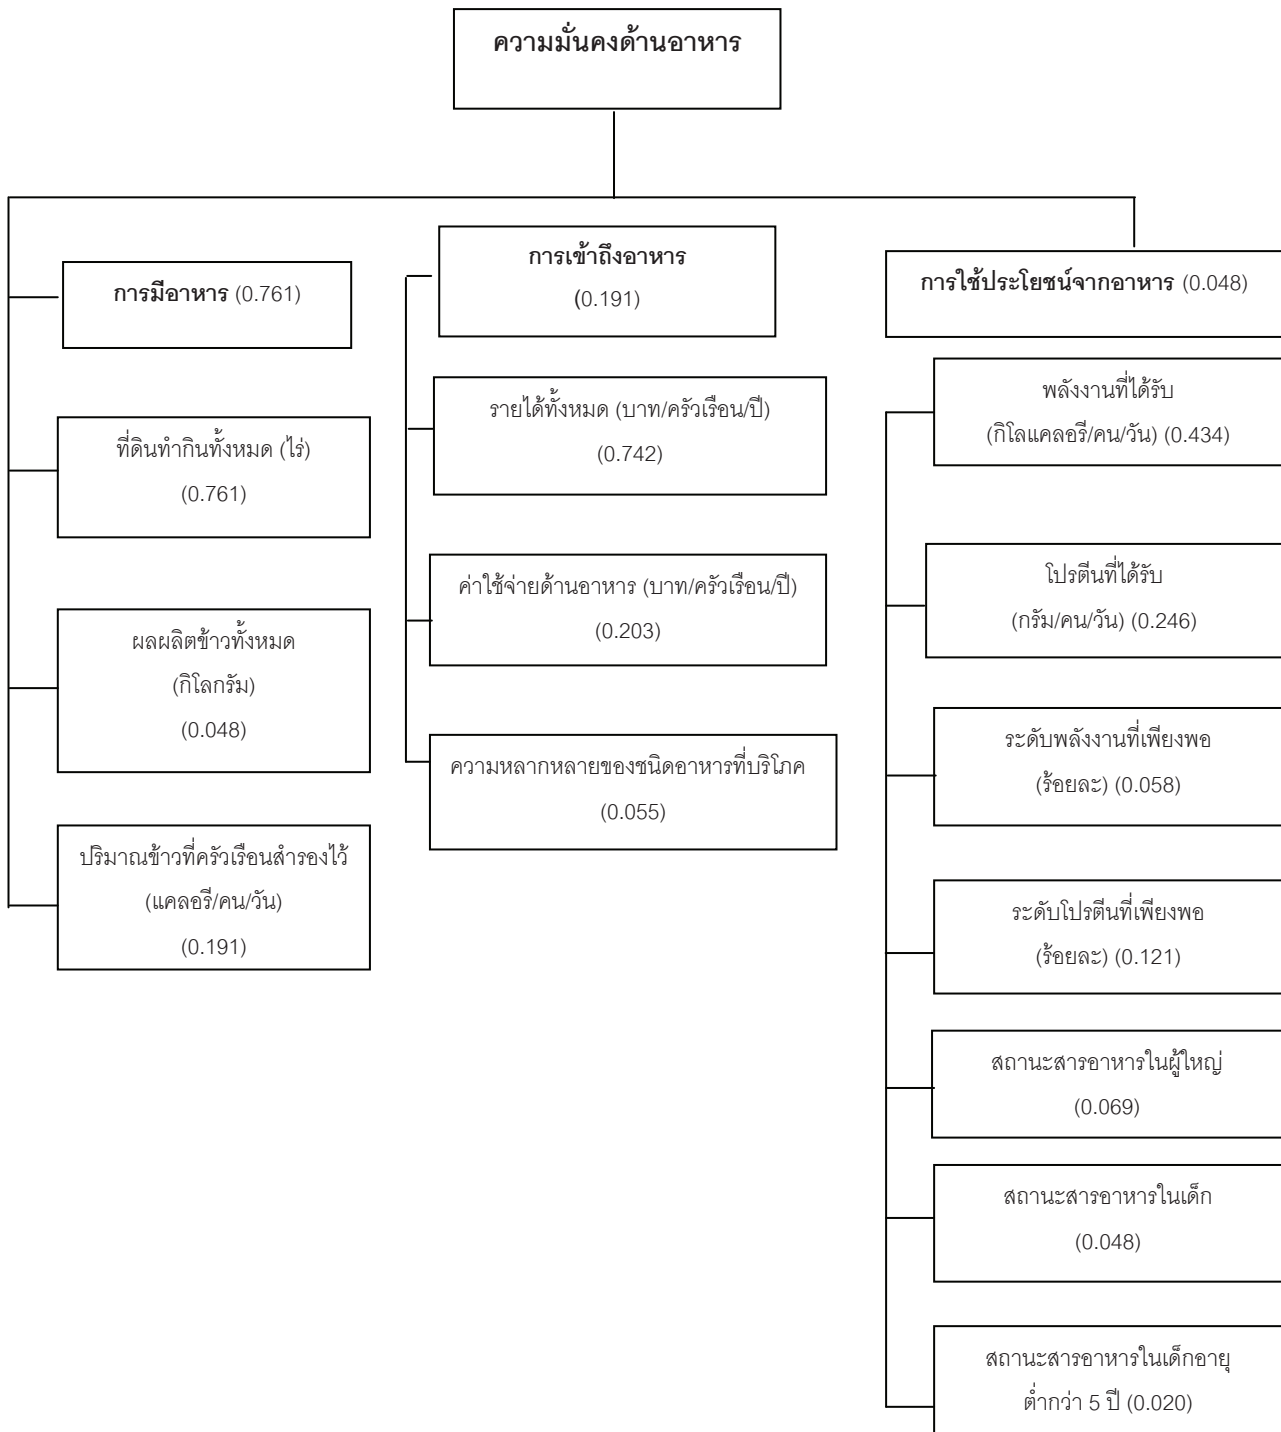 ความมั่นคงด้านอาหาร
การมีอาหาร (0.761)
ที่ดินทำกินทั้งหมด (ไร่)
(0.761)
ผลผลิตข้าวทั้งหมด
(กิโลกรัม)
(0.048)
ปริมาณข้าวที่ครัวเรือนสำรองไว้
(แคลอรี/คน/วัน)
(0.191)
การเข้าถึงอาหาร
(0.191)
รายได้ทั้งหมด (บาท/ครัวเรือน/ปี)
(0.742)
ค่าใช้จ่ายด้านอาหาร (บาท/ครัวเรือน/ปี)
(0.203)
ความหลากหลายของชนิดอาหารที่บริโภค
(0.055)
การใช้ประโยชน์จากอาหาร (0.048)
พลังงานที่ได้รับ
(กิโลแคลอรี/คน/วัน) (0.434)
โปรตีนที่ได้รับ
(กรัม/คน/วัน) (0.246)
ระดับพลังงานที่เพียงพอ
(ร้อยละ) (0.058)
ระดับโปรตีนที่เพียงพอ
(ร้อยละ) (0.121)
สถานะสารอาหารในผู้ใหญ่
(0.069)
สถานะสารอาหารในเด็ก
(0.048)
สถานะสารอาหารในเด็กอายุ
ต่ำกว่า 5 ปี (0.020)